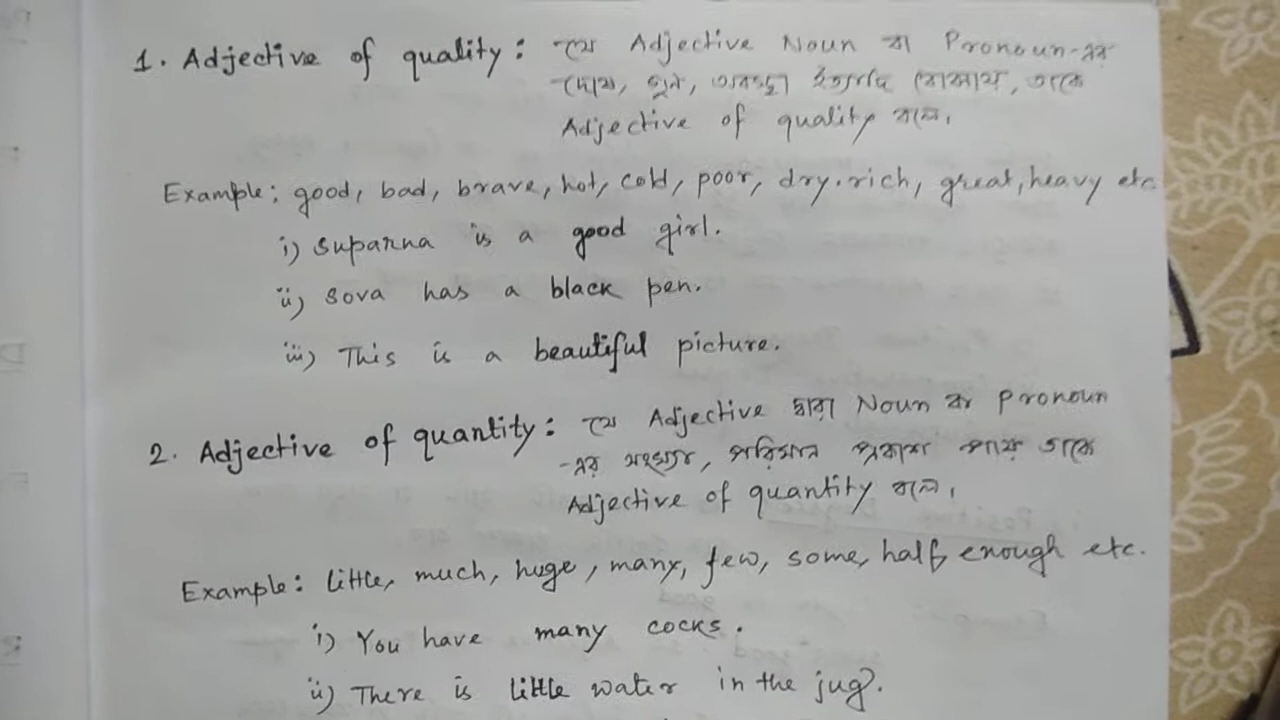 1. Adjective of quality: যে Adjective Noun বা Pronoun-এর
-দোষ, গুন, অবস্থা ইত্যাদি বোঝায়, তাকে
Adjective of quality বলে।
Example: good, bad, brave, hot, cold, poor, dry. rich, great, heavy etc
i) Suparna is a good girl.
ii) Sova has a black pen.
iii) This is a beautiful picture.
2. Adjective of quantity: যে Adjective দ্বারা Noun বা pronoun
-এর সংখ্যা, পরিমান প্রকাশ পায় তাকে
Adjective of quantity বলে।
Example: little, much, huge, many, few, some, half, enough etc.
i) You have many cocks.
ii) There is little water in the jug.